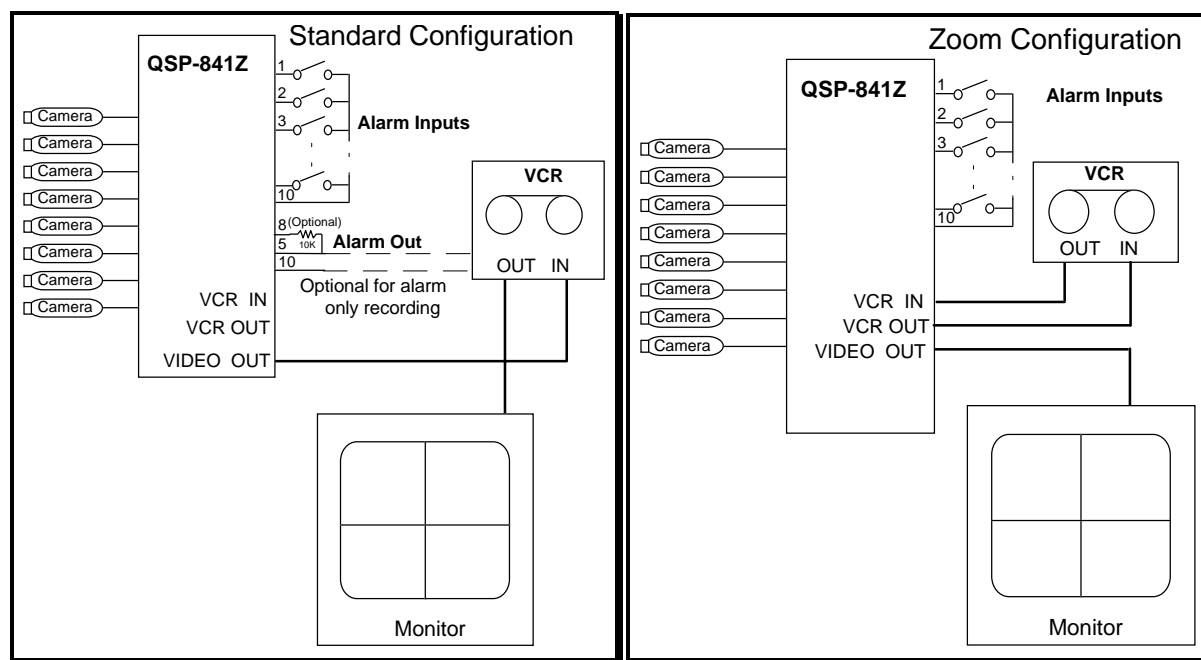 Standard Configuration
QSP-841Z
1
2
3
Alarm Inputs
10
Camera
Camera
Camera
Camera
Camera
Camera
Camera
Camera
8 (Optional)
5 10K Alarm Out
10
Optional for alarm
only recording
VCR
OUT IN
VCR IN
VCR OUT
VIDEO OUT
Monitor
Zoom Configuration
QSP-841Z
1
2
3
Alarm Inputs
10
Camera
Camera
Camera
Camera
Camera
Camera
Camera
Camera
VCR
OUT IN
VCR IN
VCR OUT
VIDEO OUT
Monitor